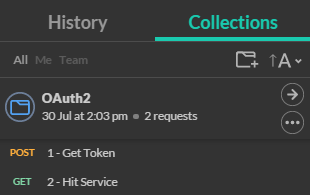 History Collections
All Me Team A
OAuth2
30 Jul at 2:03 pm 2 requests
POST 1 - Get Token
GET 2 - Hit Service